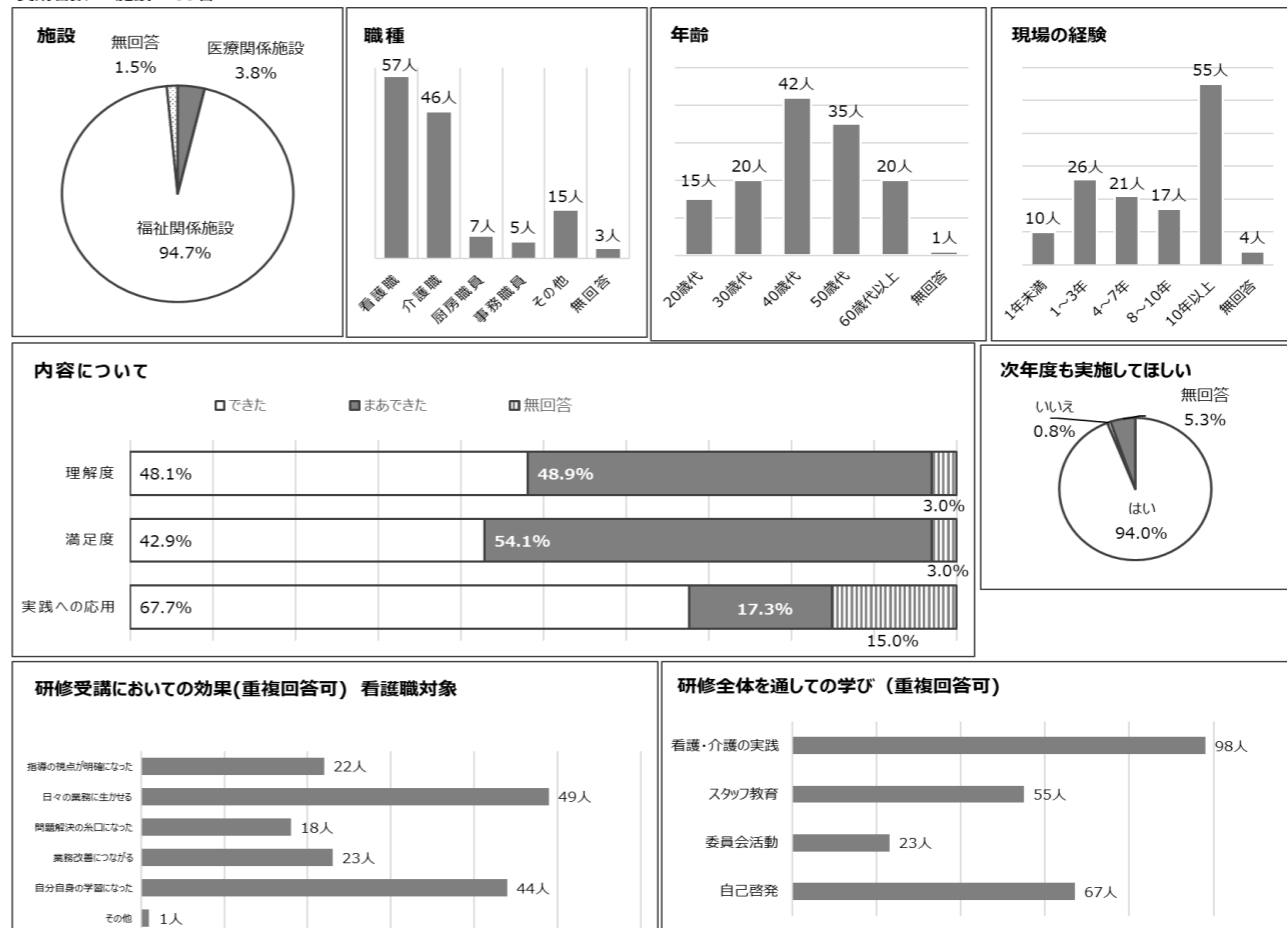 施設
無回答
1.5%
医療関係施設
3.8%
福祉関係施設
94.7%
職種
57人
46人
7人
5人
15人
3人
看護職
介護職
厨房職員
事務職員
その他
無回答
年齢
15人
20人
42人
35人
20人
1人
20歳代
30歳代
40歳代
50歳代
60歳代以上
無回答
現場の経験
10人
26人
21人
17人
55人
4人
1年未満
1～3年
4～7年
8～10年
10年以上
無回答
内容について
できた
まあできた
無回答
理解度
48.1%
48.9%
3.0%
満足度
42.9%
54.1%
3.0%
実践への応用
67.7%
17.3%
15.0%
次年度も実施してほしい
いいえ
0.8%
無回答
5.3%
はい
94.0%
研修受講においての効果(重複回答可) 看護職対象
指導の視点が明確になった
22人
日々の業務に生かせる
49人
問題解決の糸口になった
18人
業務改善につながる
23人
自分自身の学習になった
44人
その他
1人
研修全体を通しての学び（重複回答可)
看護・介護の実践
98人
スタッフ教育
55人
委員会活動
23人
自己啓発
67人